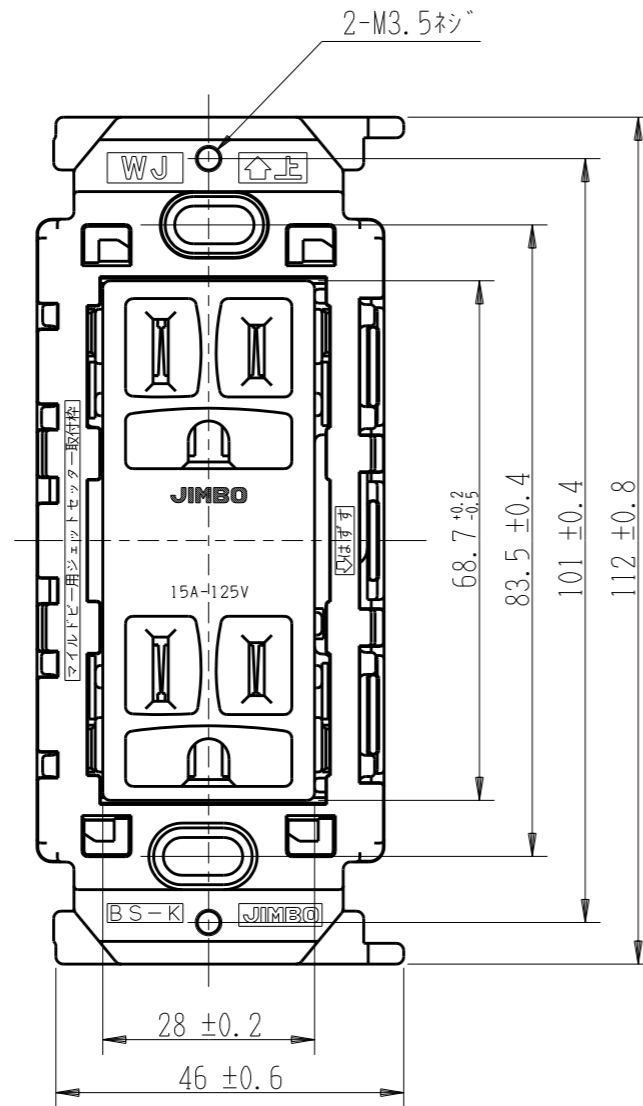 2-M3.5ネジ
WJ
⇧上
マイルドビー用ジェットセッター取付枠
JIMBO
⇩はずす
15A-125V
68.7 +0.2 -0.5
83.5 ±0.4
101 ±0.4
112 ±0.8
BS-K
JIMBO
28 ±0.2
46 ±0.6